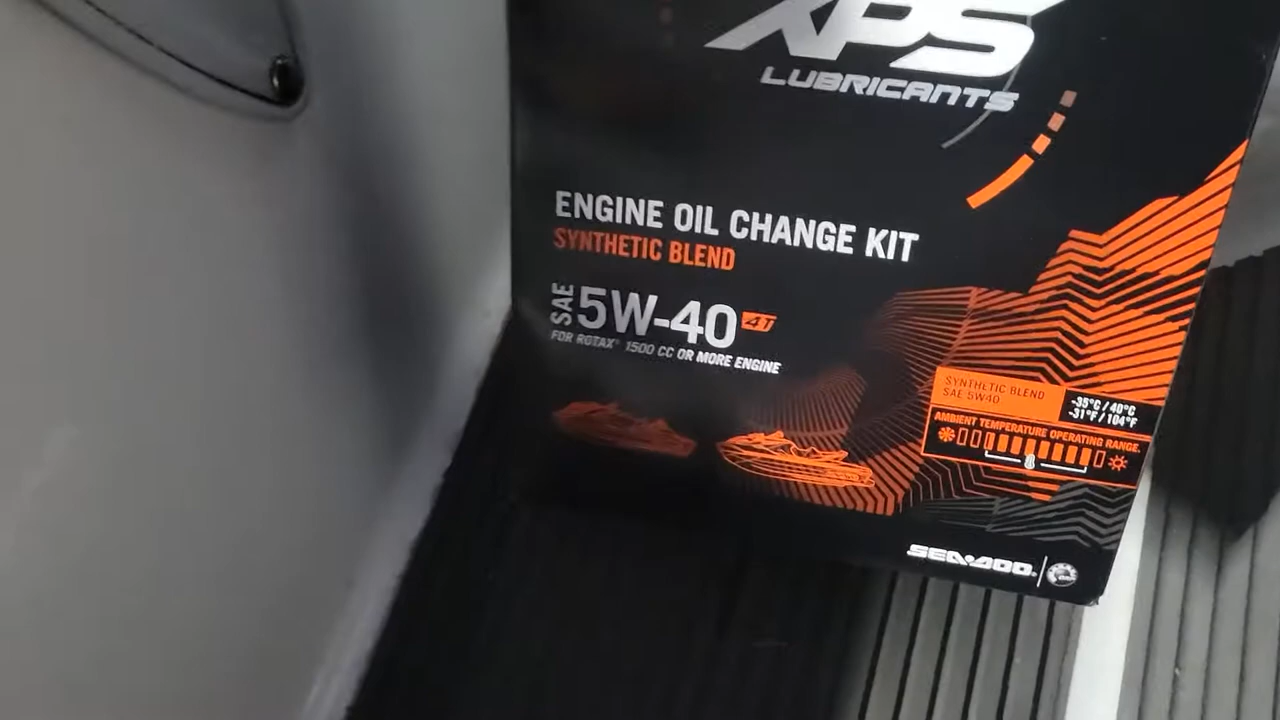 XPS
LUBRICANTS
ENGINE OIL CHANGE KIT
SYNTHETIC BLEND
SAE 5W-40 4T
FOR ROTAX® 1500 CC OR MORE ENGINE
SYNTHETIC BLEND
SAE 5W40
-35°C / 40°C
-31°F / 104°F
AMBIENT TEMPERATURE OPERATING RANGE.
SEA-DOO